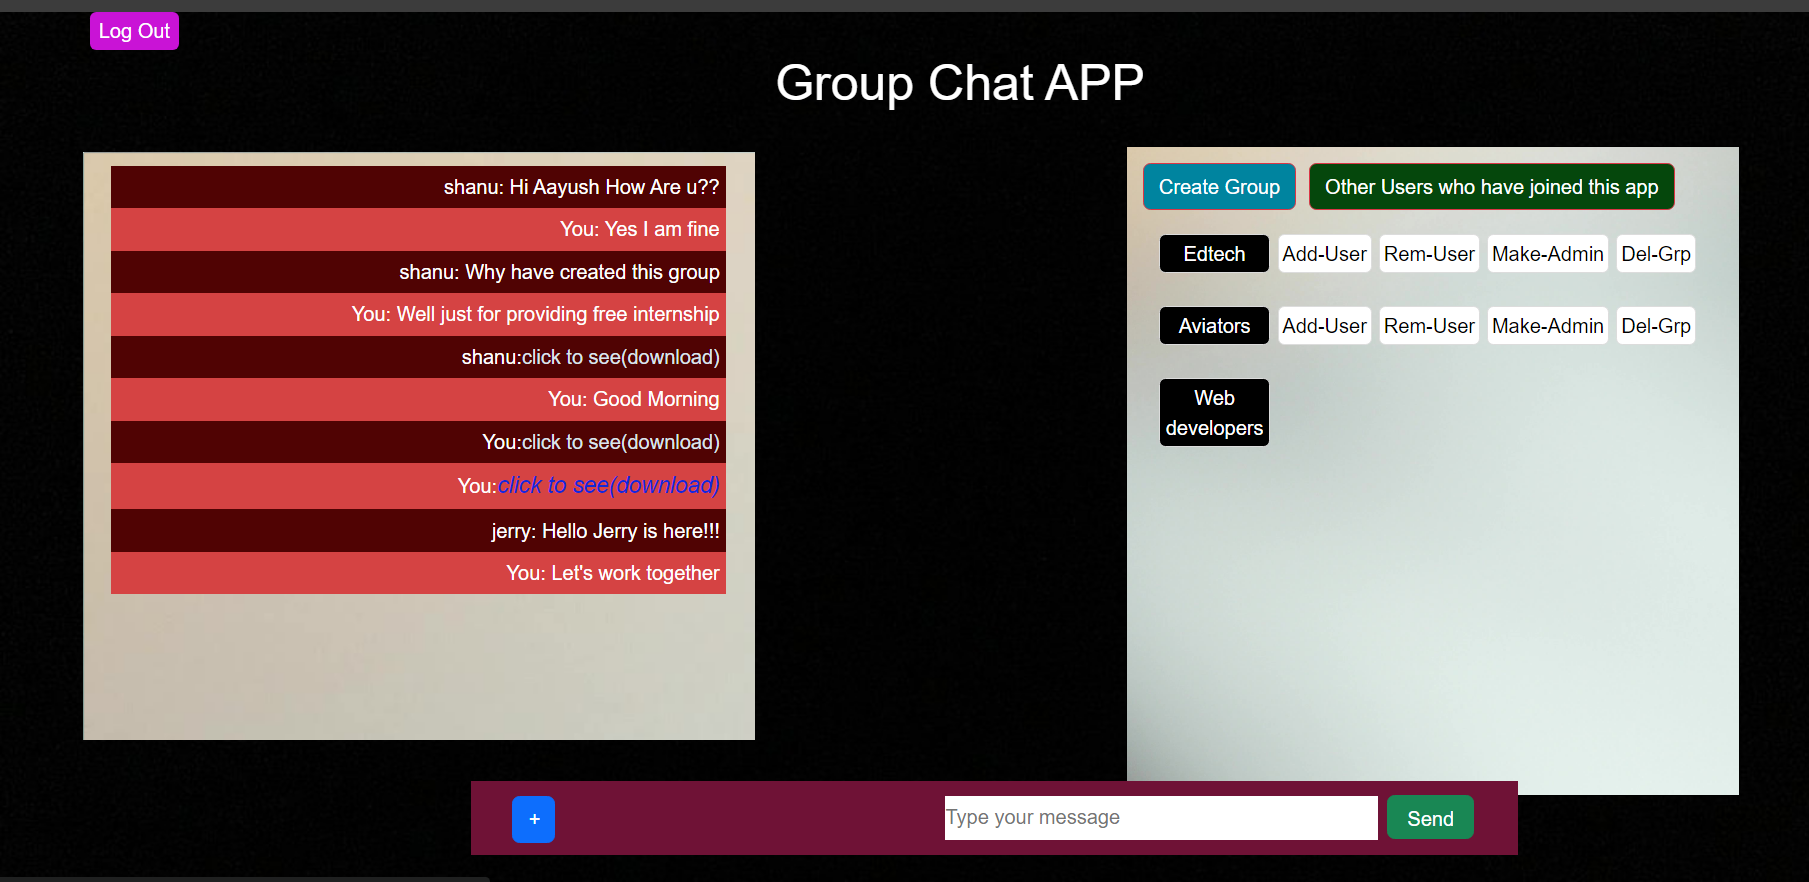 Log Out
Group Chat APP
shanu: Hi Aayush How Are u??
You: Yes I am fine
shanu: Why have created this group
You: Well just for providing free internship
shanu:click to see(download)
You: Good Morning
You:click to see(download)
You:click to see(download)
jerry: Hello Jerry is here!!!
You: Let's work together
Create Group Other Users who have joined this app
Edtech Add-User Rem-User Make-Admin Del-Grp
Aviators Add-User Rem-User Make-Admin Del-Grp
Web
developers
+ Type your message Send